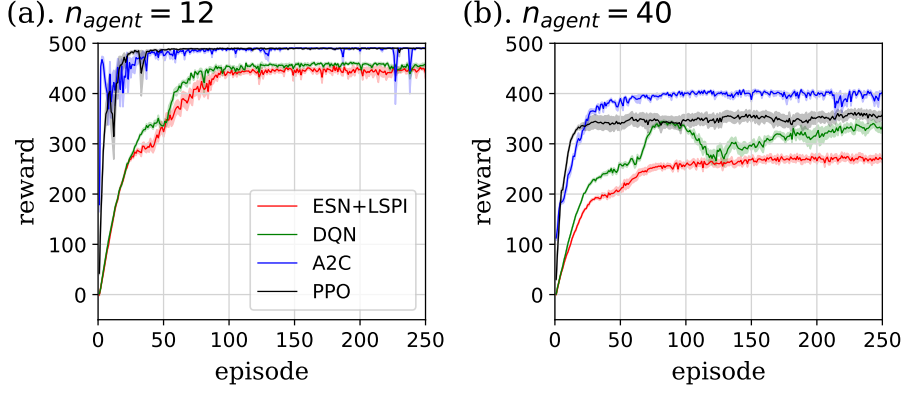 (a). n_agent = 12
500
400
300
200
100
0
reward
ESN+LSPI
DQN
A2C
PPO
0 50 100 150 200 250
episode
(b). n_agent = 40
500
400
300
200
100
0
reward
0 50 100 150 200 250
episode